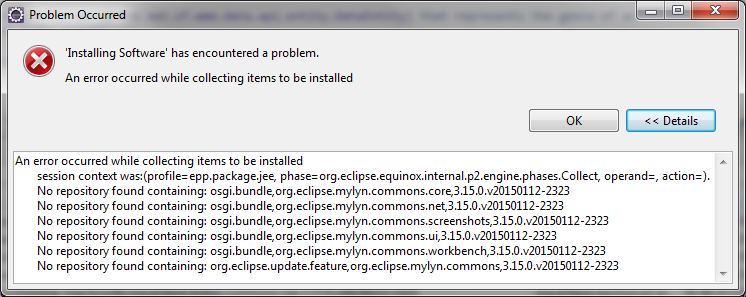 Problem Occurred
'Installing Software' has encountered a problem.
An error occurred while collecting items to be installed
OK
<< Details
An error occurred while collecting items to be installed
session context was:(profile=epp.package.jee, phase=org.eclipse.equinox.internal.p2.engine.phases.Collect, operand=, action=).
No repository found containing: osgi.bundle,org.eclipse.mylyn.commons.core,3.15.0.v20150112-2323
No repository found containing: osgi.bundle,org.eclipse.mylyn.commons.net,3.15.0.v20150112-2323
No repository found containing: osgi.bundle,org.eclipse.mylyn.commons.screenshots,3.15.0.v20150112-2323
No repository found containing: osgi.bundle,org.eclipse.mylyn.commons.ui,3.15.0.v20150112-2323
No repository found containing: osgi.bundle,org.eclipse.mylyn.commons.workbench,3.15.0.v20150112-2323
No repository found containing: org.eclipse.update.feature,org.eclipse.mylyn.commons,3.15.0.v20150112-2323